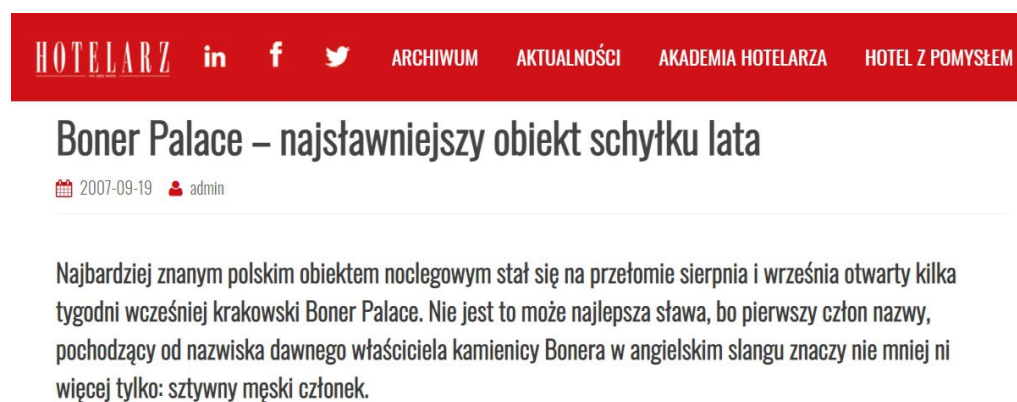 HOTELARZ in f ARCHIWUM AKTUALNOŚCI AKADEMIA HOTELARZA HOTEL Z POMYSŁEM
Boner Palace – najsławniejszy obiekt schyłku lata
2007-09-19 admin
Najbardziej znanym polskim obiektem noclegowym stał się na przełomie sierpnia i września otwarty kilka
tygodni wcześniej krakowski Boner Palace. Nie jest to może najlepsza sława, bo pierwszy człon nazwy,
pochodzący od nazwiska dawnego właściciela kamienicy Bonera w angielskim slangu znaczy nie mniej ni
więcej tylko: sztywny męski członek.